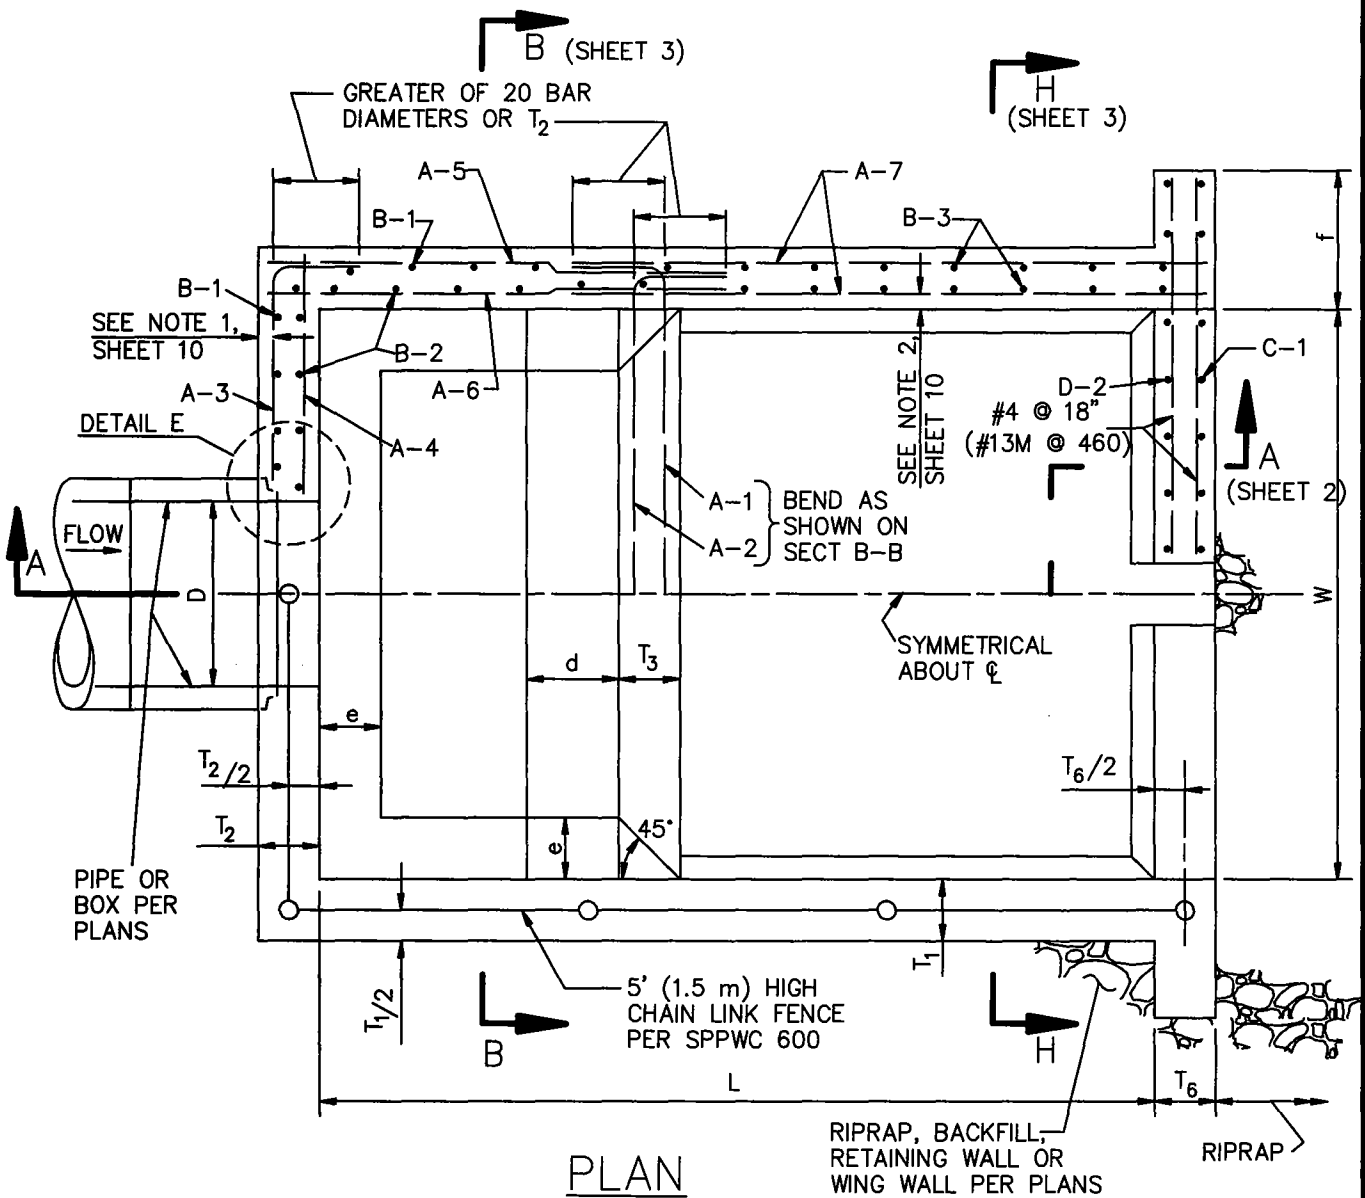 B (SHEET 3)
H
(SHEET 3)
GREATER OF 20 BAR
DIAMETERS OR T2
A-5
A-7
B-1
B-3
f
B-1
SEE NOTE 1,
SHEET 10
B-2
A-6
A-3
A-4
DETAIL E
SEE NOTE 2,
SHEET 10
C-1
D-2
#4 @ 18"
(#13M @ 460)
A
(SHEET 2)
A-1
A-2
BEND AS
SHOWN ON
SECT B-B
FLOW
A
D
W
SYMMETRICAL
ABOUT ℄
d
T3
e
T2/2
T6/2
T2
e
45°
PIPE OR
BOX PER
PLANS
T1/2
T1
5' (1.5 m) HIGH
CHAIN LINK FENCE
PER SPPWC 600
B
H
L
T6
RIPRAP, BACKFILL,
RETAINING WALL OR
WING WALL PER PLANS
RIPRAP
PLAN